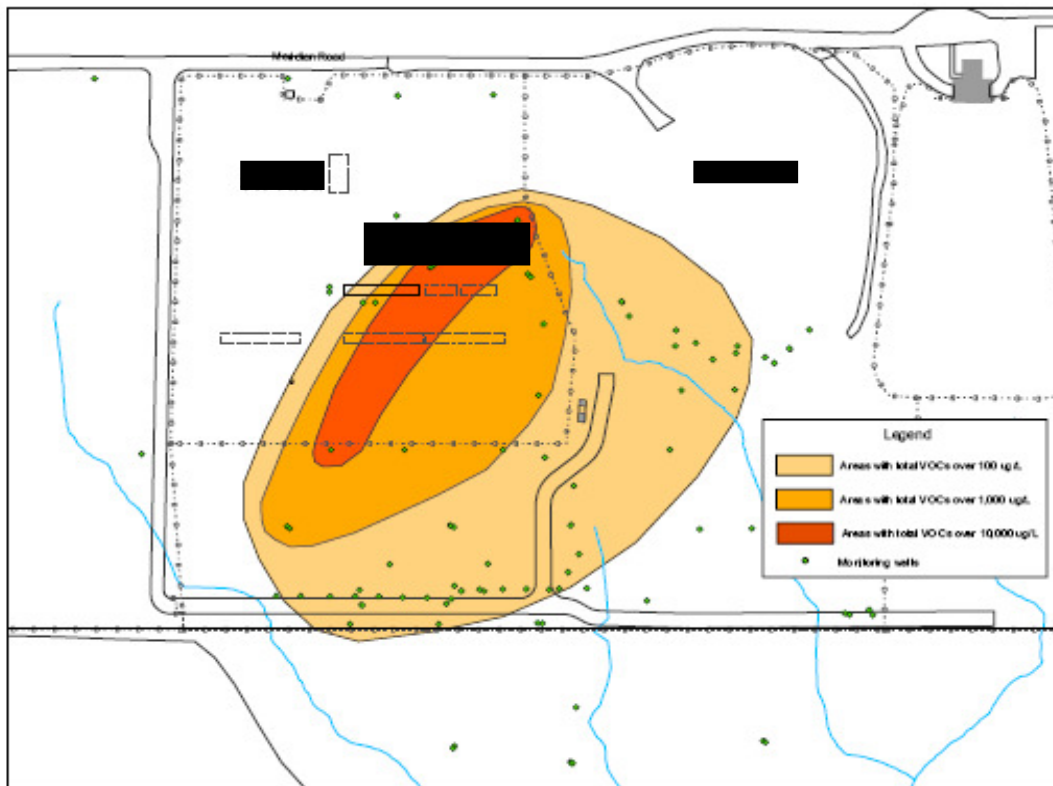 Meridian Road
Legend
Areas with total VOCs over 100 ug/L
Areas with total VOCs over 1,000 ug/L
Areas with total VOCs over 10,000 ug/L
Monitoring wells